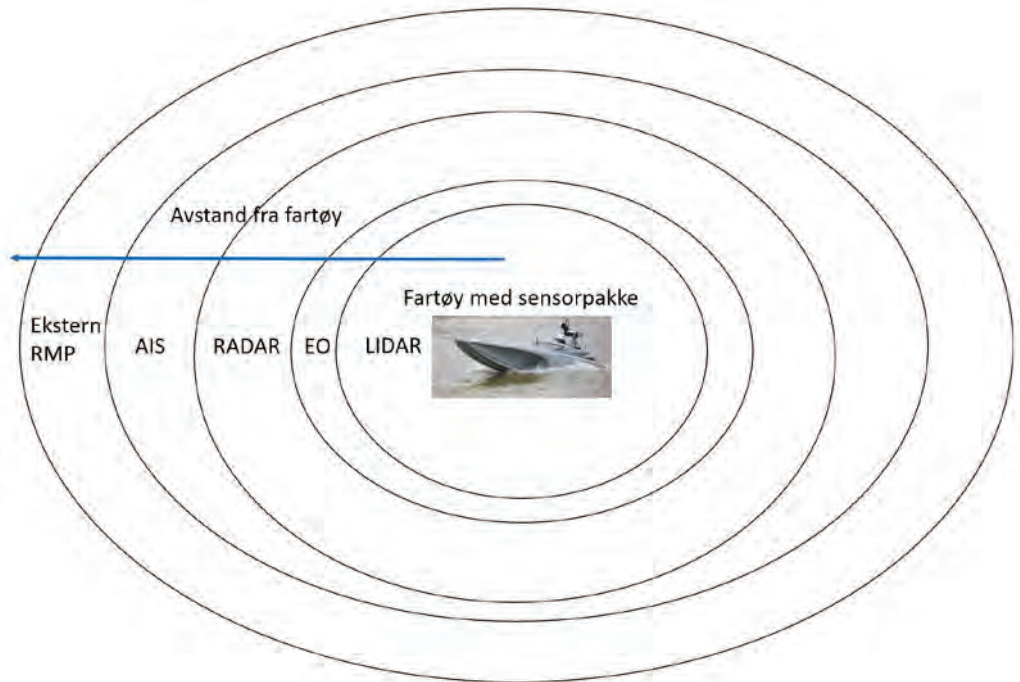 Avstand fra fartøy
Fartøy med sensorpakke
Ekstern
RMP
AIS
RADAR
EO
LIDAR